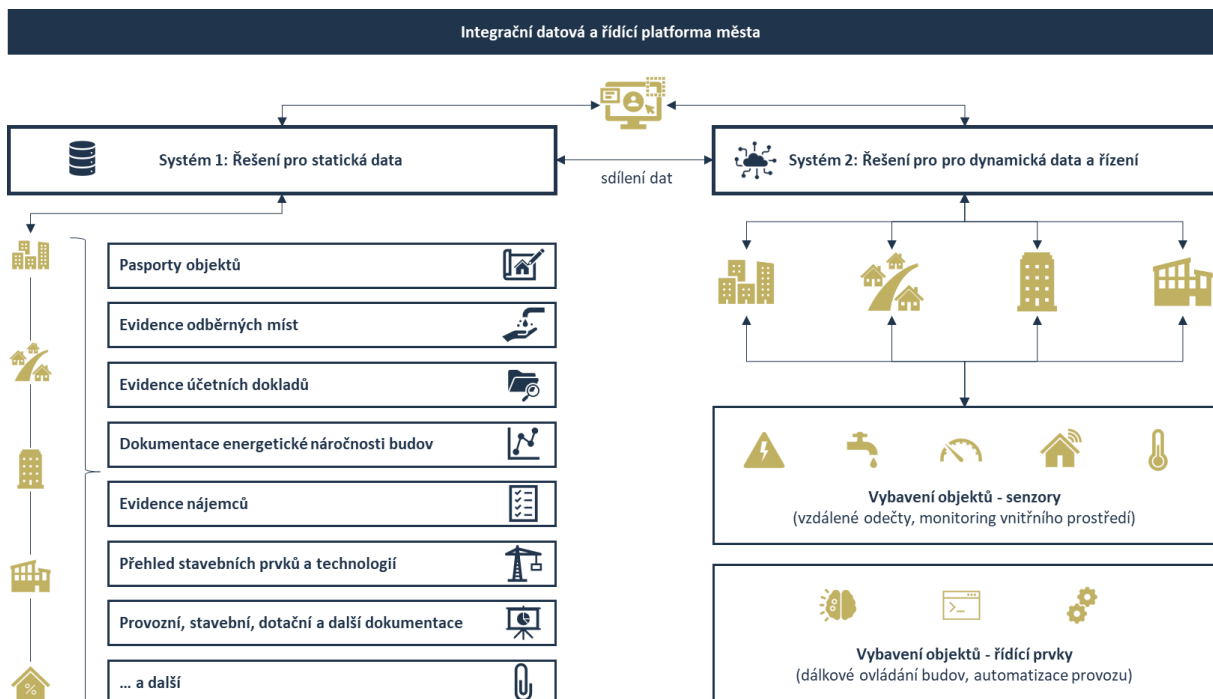 Integrační datová a řídící platforma města
Systém 1: Řešení pro statická data
sdílení dat
Systém 2: Řešení pro pro dynamická data a řízení
Pasporty objektů
Evidence odběrných míst
Evidence účetních dokladů
Dokumentace energetické náročnosti budov
Evidence nájemců
Přehled stavebních prvků a technologií
Provozní, stavební, dotační a další dokumentace
... a další
%
Vybavení objektů - senzory
(vzdálené odečty, monitoring vnitřního prostředí)
Vybavení objektů - řídící prvky
(dálkové ovládání budov, automatizace provozu)